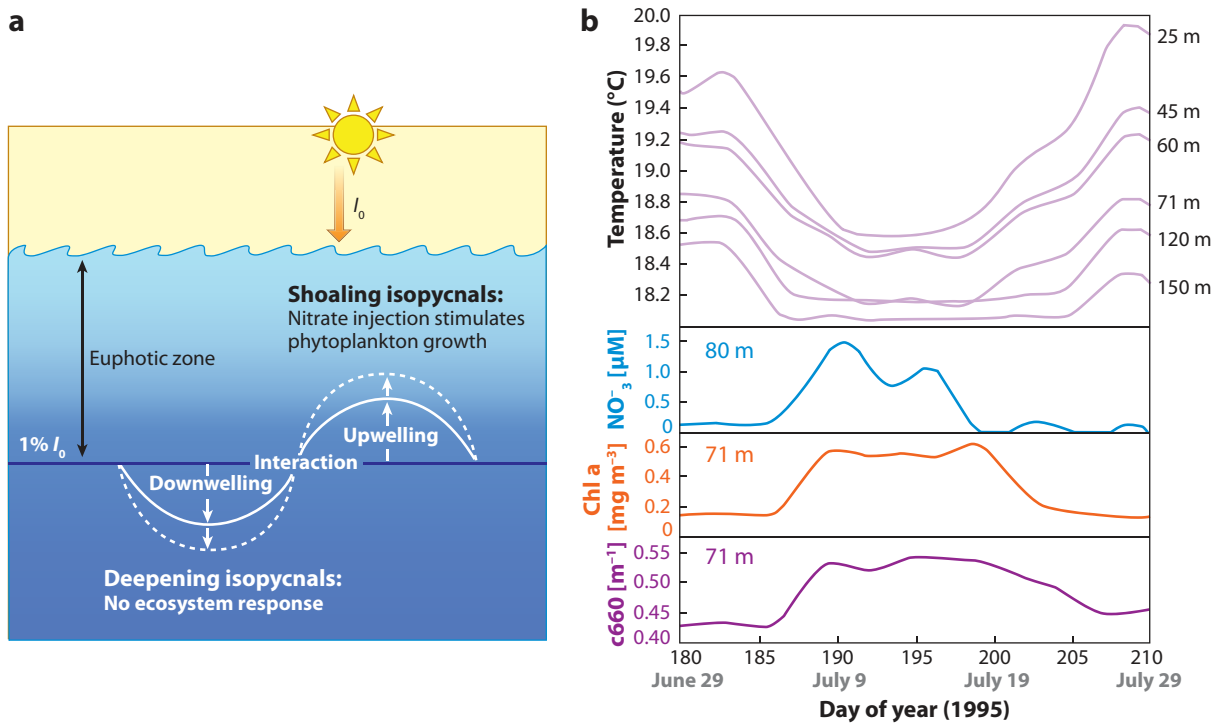 a
I0
Shoaling isopycnals:
Nitrate injection stimulates
phytoplankton growth
Euphotic zone
1% I0
Upwelling
Interaction
Downwelling
Deepening isopycnals:
No ecosystem response
b
Temperature (°C)
20.0
19.8
19.6
19.4
19.2
19.0
18.8
18.6
18.4
18.2
25 m
45 m
60 m
71 m
120 m
150 m
NO₃⁻ [µM]
1.5
1.0
0.5
0
80 m
Chl a
[mg m⁻³]
0.6
0.4
0.2
0
71 m
c660 [m⁻¹]
0.55
0.50
0.45
0.40
71 m
180 185 190 195 200 205 210
June 29 July 9 July 19 July 29
Day of year (1995)